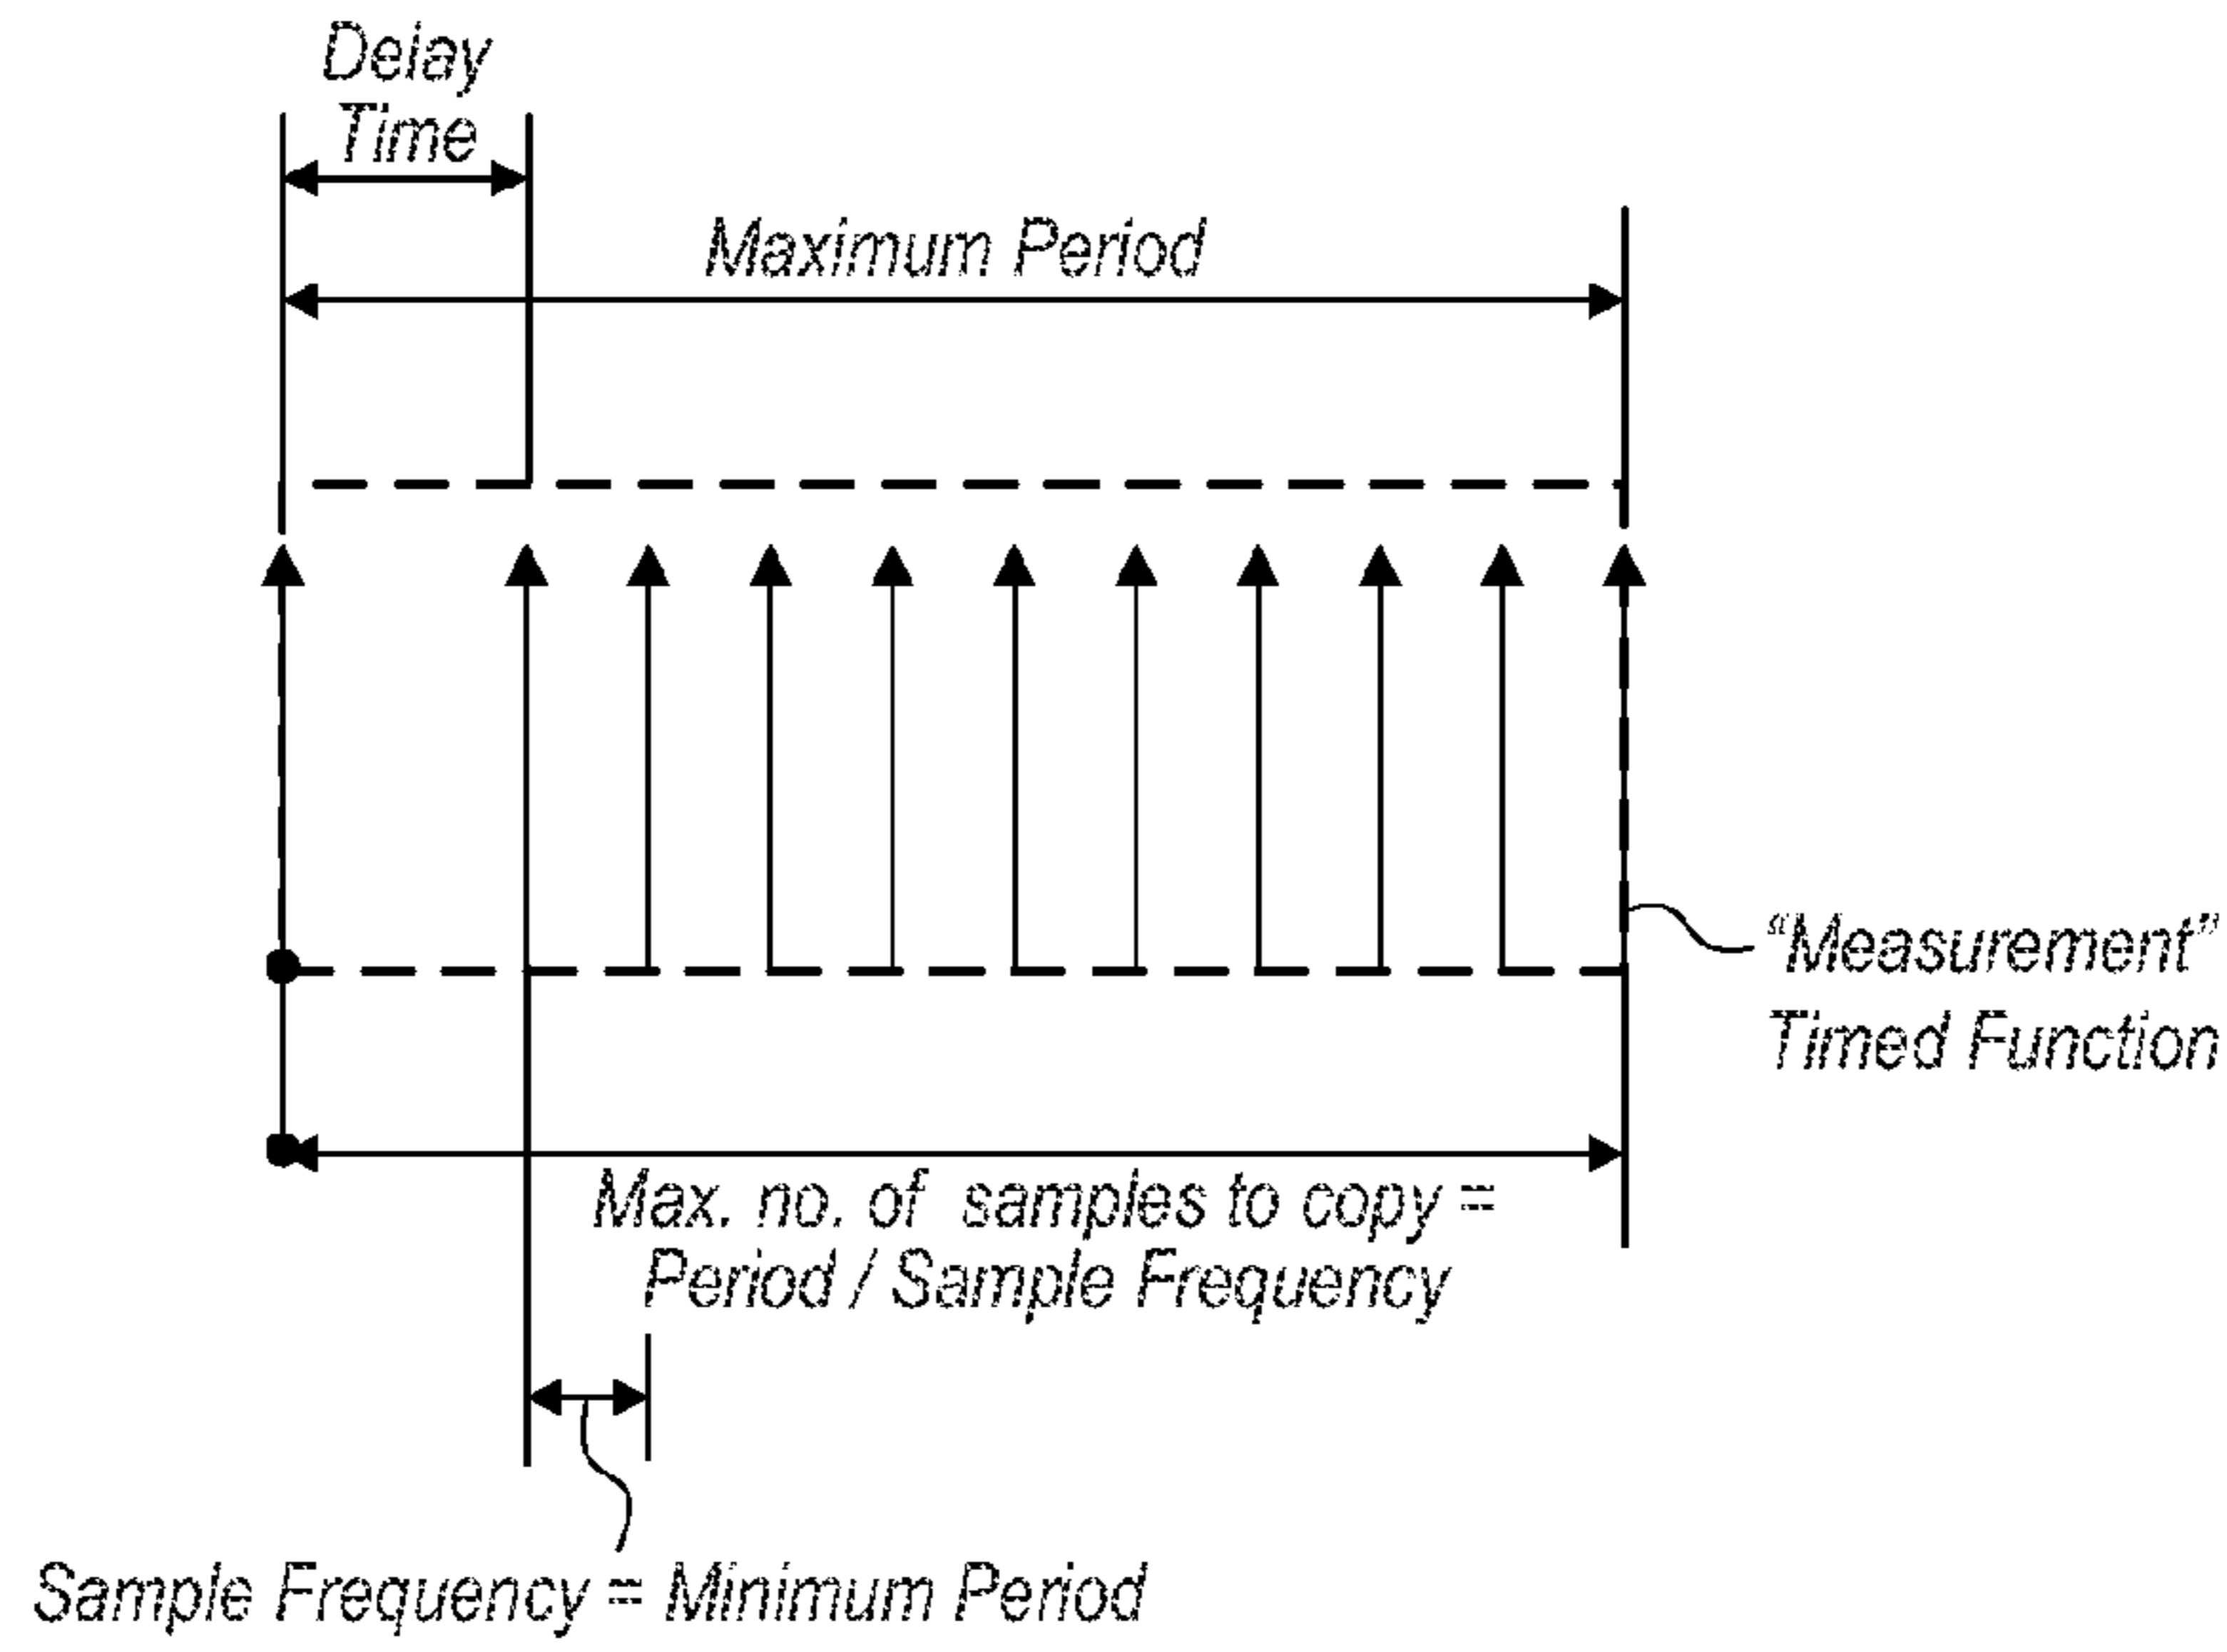 Delay
Time
Maximum Period
“Measurement”
Timed Function
Max. no. of samples to copy =
Period / Sample Frequency
Sample Frequency = Minimum Period